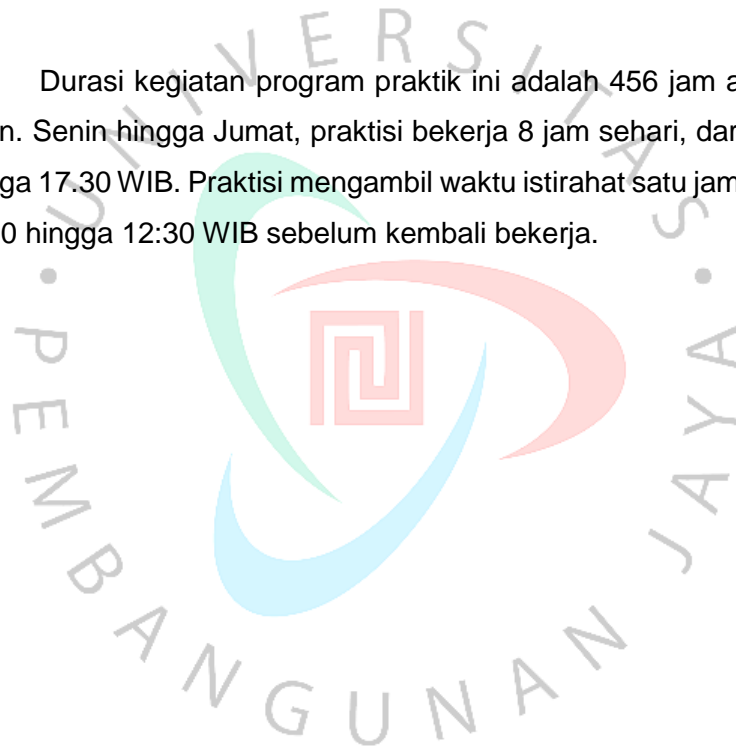 Durasi kegiatan program praktik ini adalah 456 jam a
n. Senin hingga Jumat, praktisi bekerja 8 jam sehari, dar
ga 17.30 WIB. Praktisi mengambil waktu istirahat satu jam
0 hingga 12:30 WIB sebelum kembali bekerja.
UNIVERSITAS
• PEMBANGUNAN JAYA •